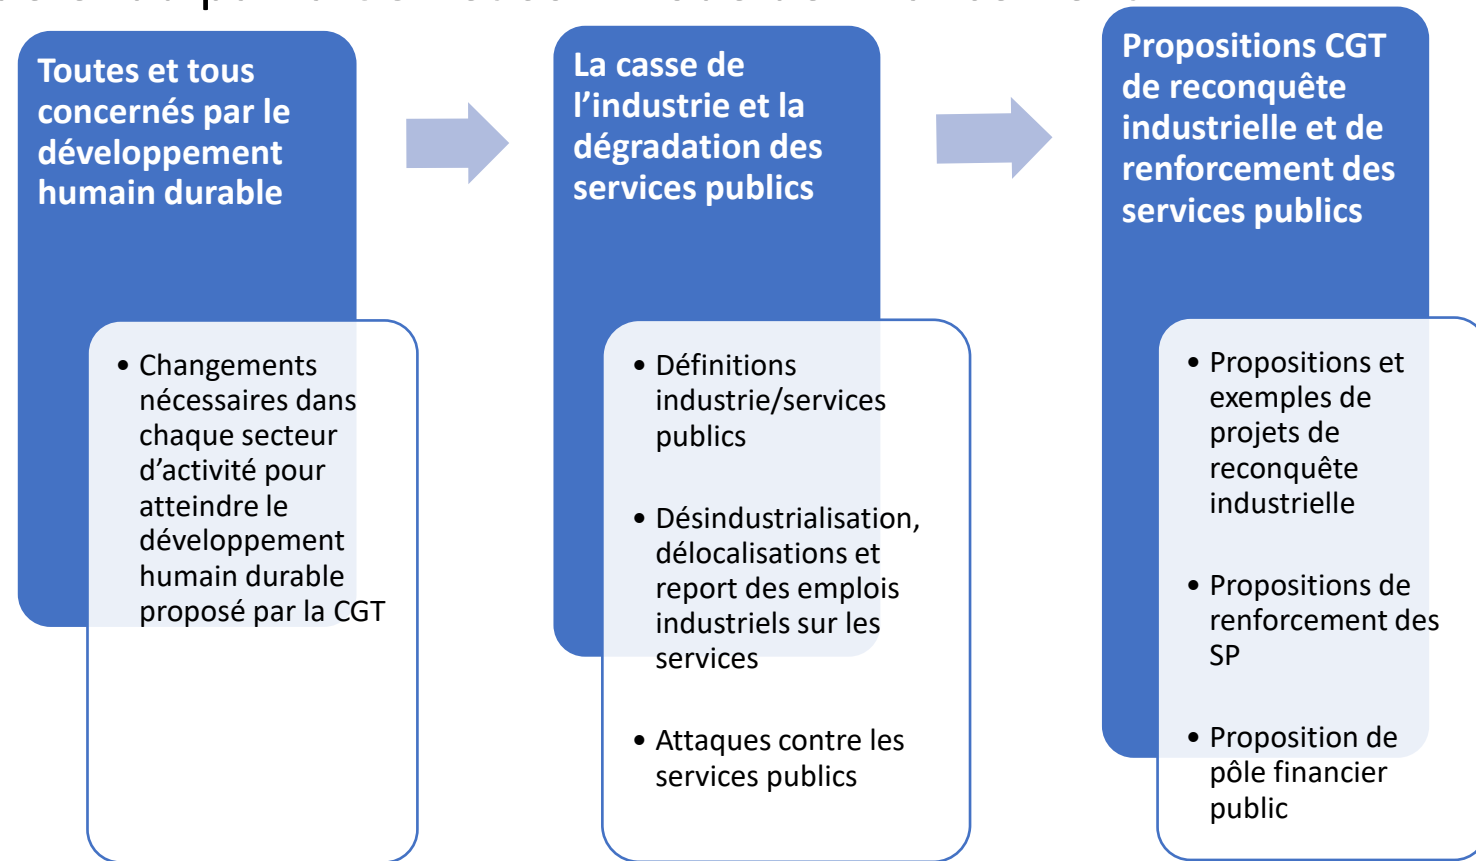 Toutes et tous
concernés par le
développement
humain durable
• Changements
nécessaires dans
chaque secteur
d’activité pour
atteindre le
développement
humain durable
proposé par la CGT
La casse de
l’industrie et la
dégradation des
services publics
• Définitions
industrie/services
publics
• Désindustrialisation,
délocalisations et
report des emplois
industriels sur les
services
• Attaques contre les
services publics
Propositions CGT
de reconquête
industrielle et de
renforcement des
services publics
• Propositions et
exemples de
projets de
reconquête
industrielle
• Propositions de
renforcement des
SP
• Proposition de
pôle financier
public